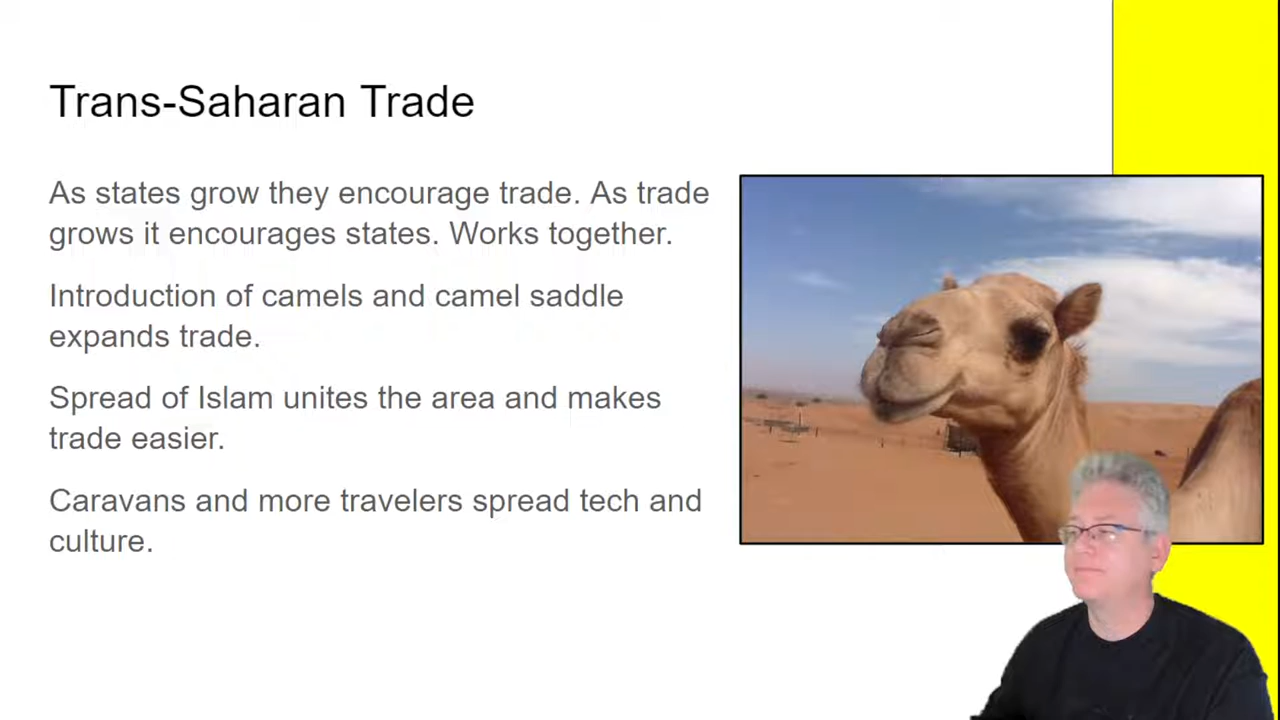 Trans-Saharan Trade
As states grow they encourage trade. As trade
grows it encourages states. Works together.
Introduction of camels and camel saddle
expands trade.
Spread of Islam unites the area and makes
trade easier.
Caravans and more travelers spread tech and
culture.